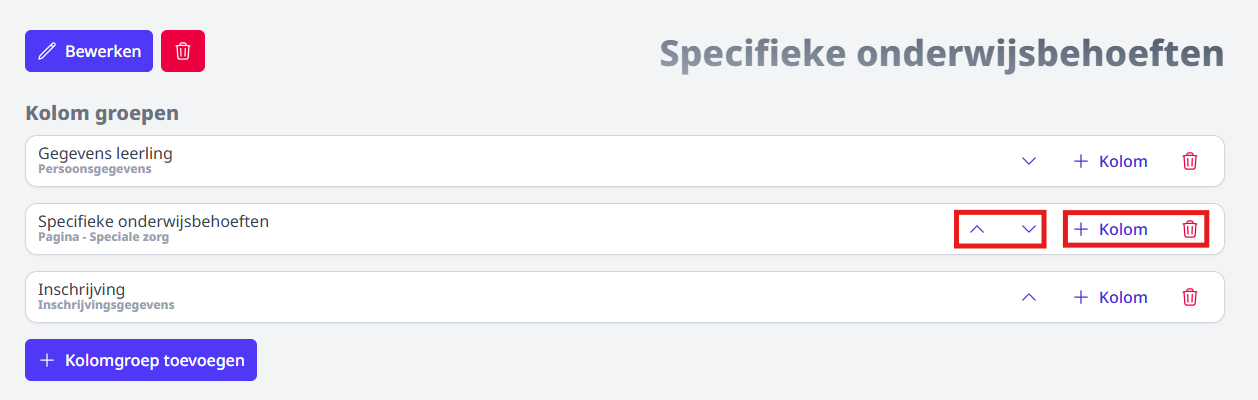 Bewerken
Specifieke onderwijsbehoeften
Kolom groepen
Gegevens leerling
Persoonsgegevens
Kolom
Specifieke onderwijsbehoeften
Pagina - Speciale zorg
Kolom
Inschrijving
Inschrijvingsgegevens
Kolom
Kolomgroep toevoegen